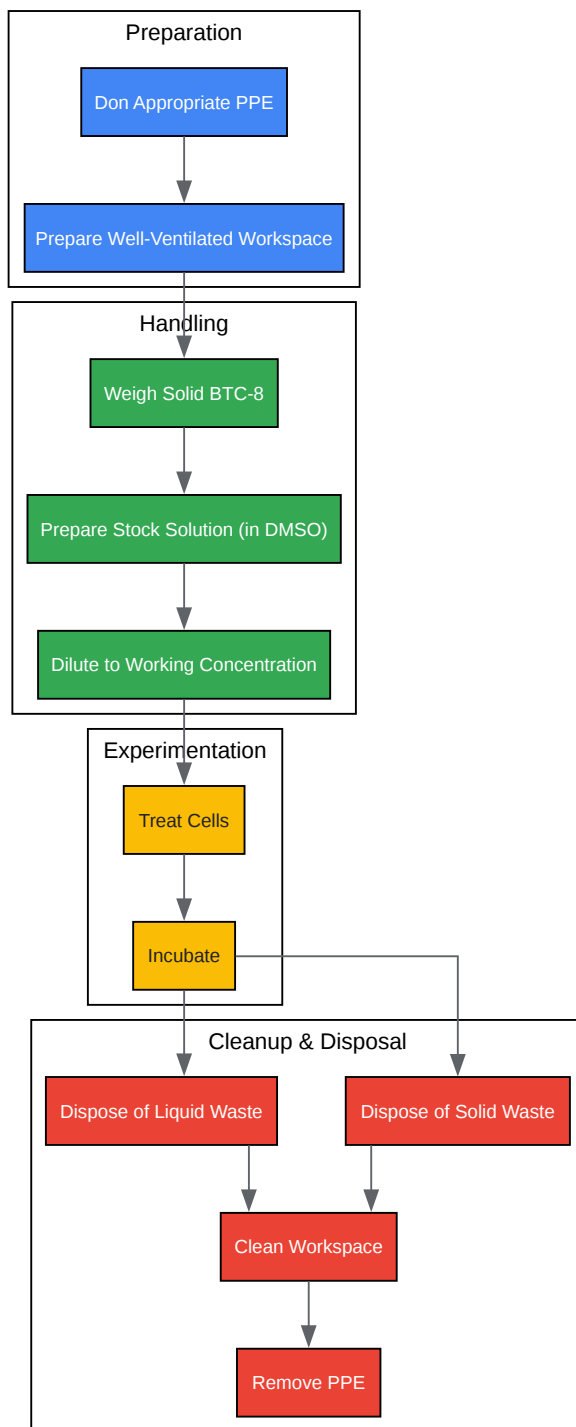 Preparation
Don Appropriate PPE
Prepare Well-Ventilated Workspace
Handling
Weigh Solid BTC-8
Prepare Stock Solution (in DMSO)
Dilute to Working Concentration
Experimentation
Treat Cells
Incubate
Cleanup & Disposal
Dispose of Liquid Waste
Dispose of Solid Waste
Clean Workspace
Remove PPE